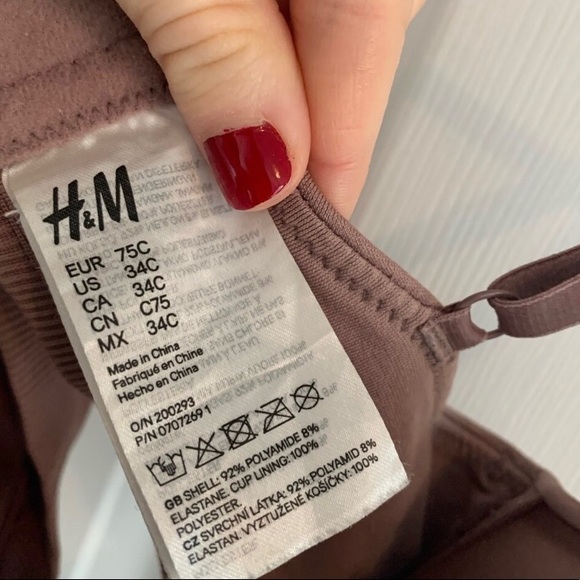 H&M
EUR 75C
US 34C
CA 34C
CN C75
MX 34C
Made in China
Fabriqué en Chine
Hecho en China
O/N 200293
P/N 0707269 1
GB SHELL: 92% POLYAMIDE 8%
ELASTANE. CUP LINING: 100%
POLYESTER.
CZ SVRCHNÍ LÁTKA: 92% POLYAMID 8%
ELASTAN. VYZTUŽENÉ KOŠÍČKY: 100%